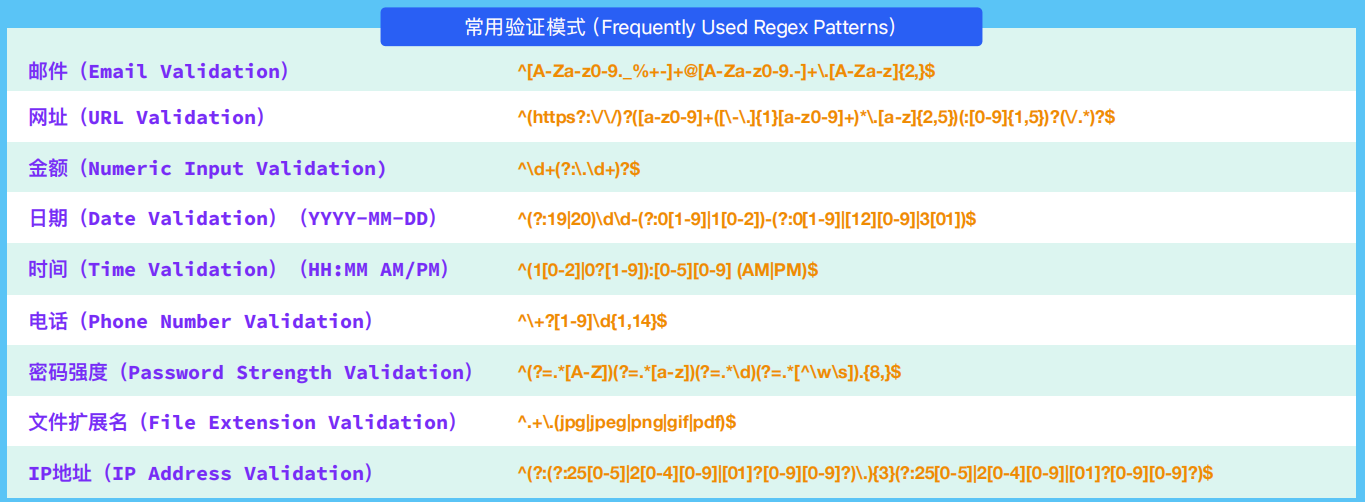 常用验证模式（Frequently Used Regex Patterns）
邮件（Email Validation） ^[A-Za-z0-9._%+-]+@[A-Za-z0-9.-]+\.[A-Za-z]{2,}$
网址（URL Validation） ^(https?:\/\/)?([a-z0-9]+([\-\.]{1}[a-z0-9]+)*\.[a-z]{2,5})(:[0-9]{1,5})?(\/.*)?$
金额（Numeric Input Validation) ^\d+(?:\.\d+)?$
日期（Date Validation）（YYYY-MM-DD） ^(?:19|20)\d\d-(?:0[1-9]|1[0-2])-(?:0[1-9]|[12][0-9]|3[01])$
时间（Time Validation）（HH:MM AM/PM） ^(1[0-2]|0?[1-9]):[0-5][0-9] (AM|PM)$
电话（Phone Number Validation） ^\+?[1-9]\d{1,14}$
密码强度（Password Strength Validation） ^(?=.*[A-Z])(?=.*[a-z])(?=.*\d)(?=.*[^\w\s]).{8,}$
文件扩展名（File Extension Validation） ^.+\.(jpg|jpeg|png|gif|pdf)$
IP地址（IP Address Validation） ^(?:(?:25[0-5]|2[0-4][0-9]|[01]?[0-9][0-9]?)\.){3}(?:25[0-5]|2[0-4][0-9]|[01]?[0-9][0-9]?)$